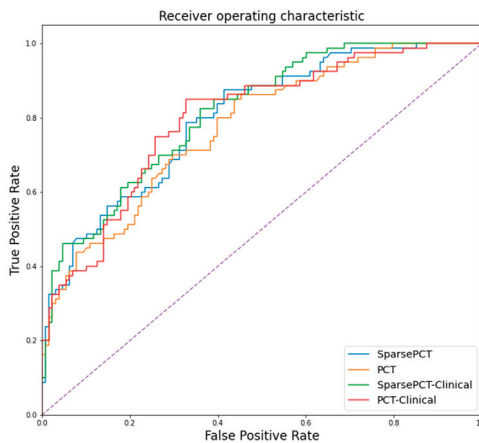 Receiver operating characteristic
1.0
0.8
0.6
0.4
0.2
0.0
True Positive Rate
0.0 0.2 0.4 0.6 0.8 1.0
False Positive Rate
SparsePCT
PCT
SparsePCT-Clinical
PCT-Clinical